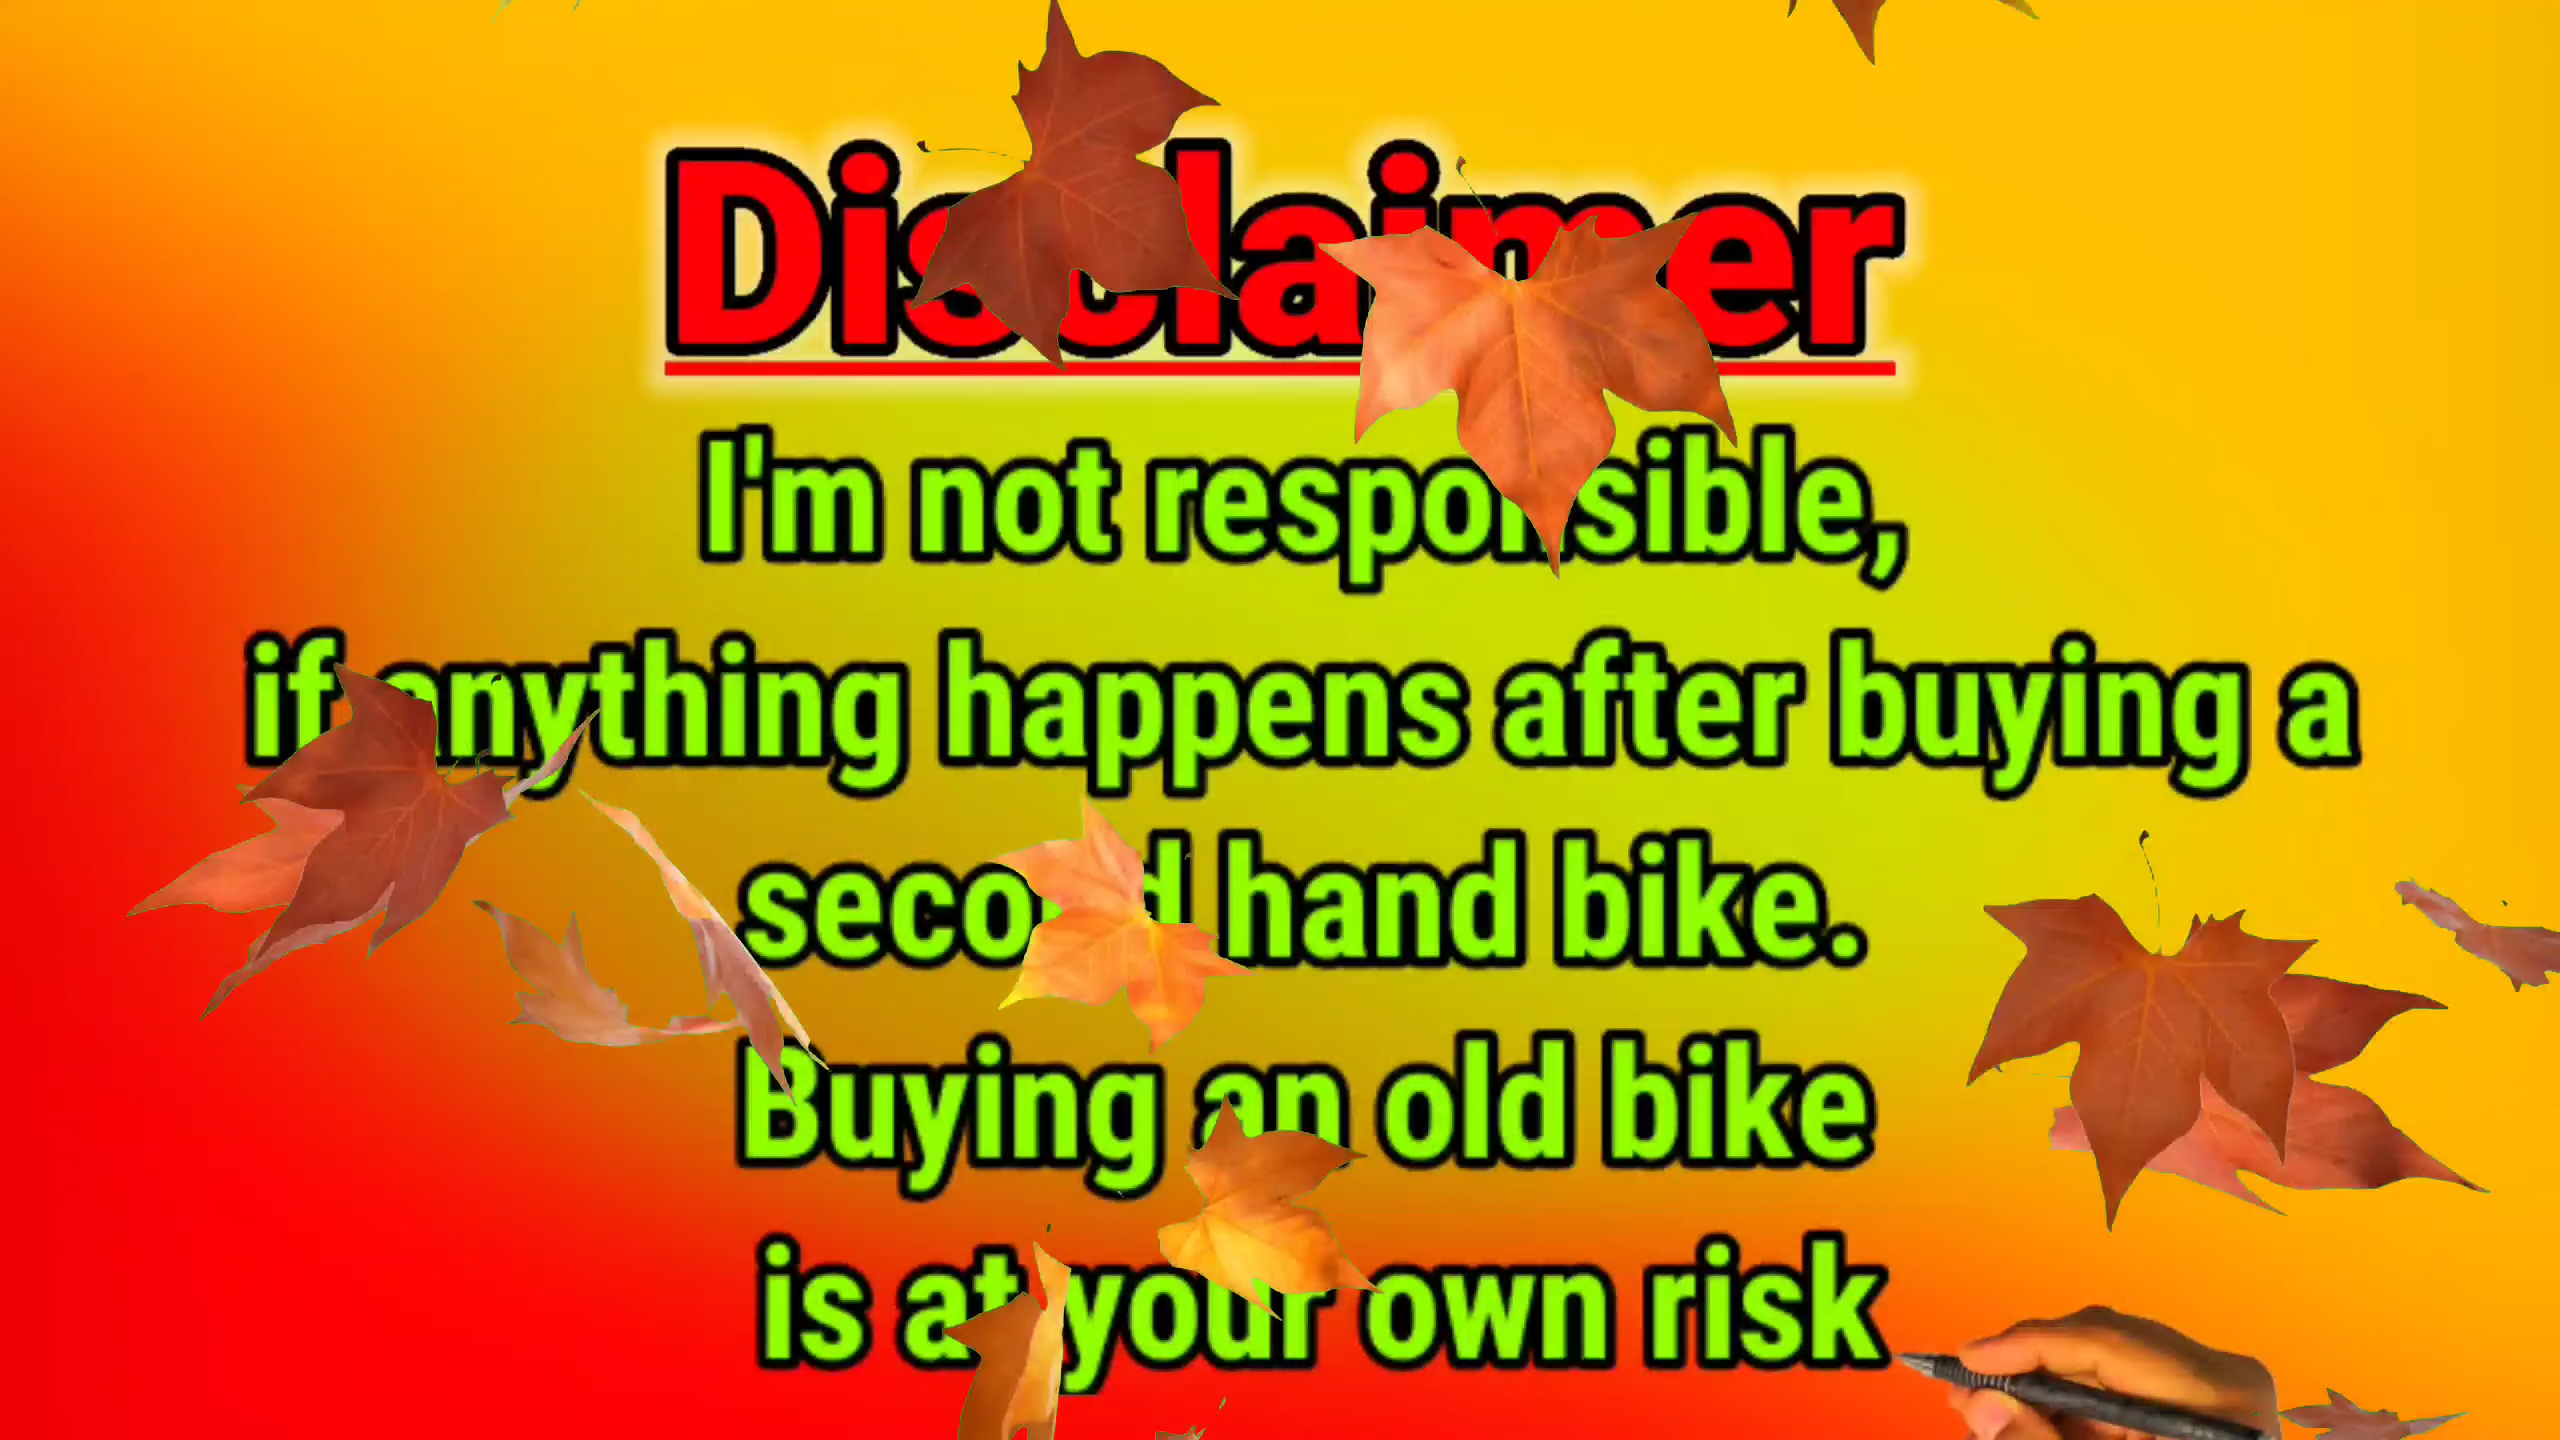 Disclaimer
I'm not responsible,
if anything happens after buying a
second hand bike.
Buying an old bike
is at your own risk